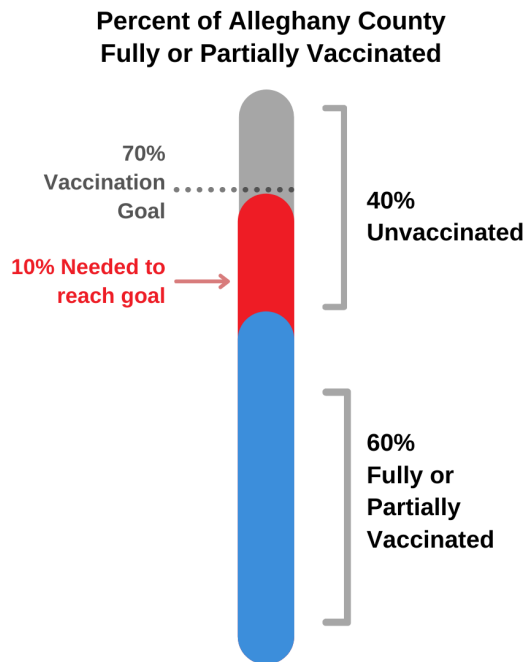 Percent of Alleghany County
Fully or Partially Vaccinated
70%
Vaccination
Goal
40%
Unvaccinated
10% Needed to
reach goal
60%
Fully or
Partially
Vaccinated